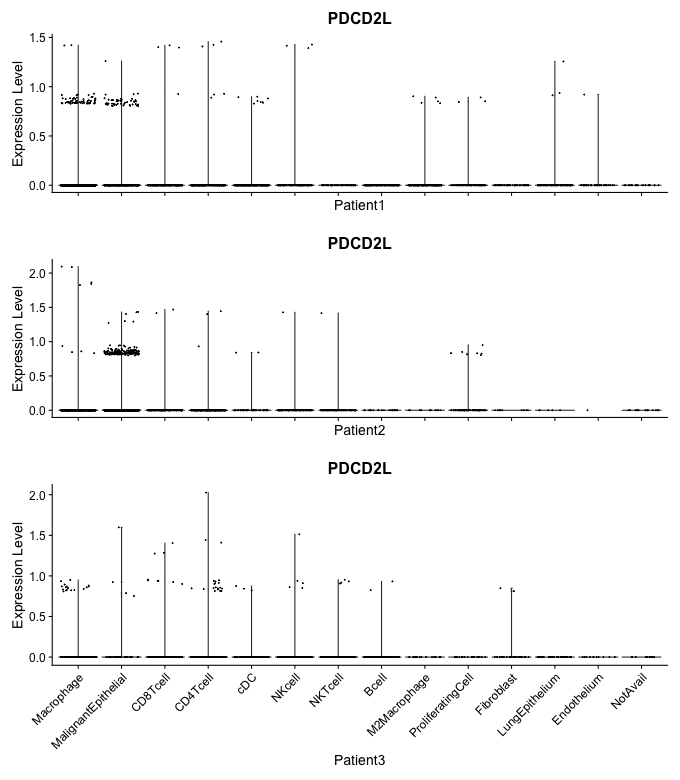 PDCD2L
Expression Level
1.5
1.0
0.5
0.0
Patient1
PDCD2L
Expression Level
2.0
1.5
1.0
0.5
0.0
Patient2
PDCD2L
Expression Level
2.0
1.5
1.0
0.5
0.0
Macrophage
MalignantEpithelial
CD8Tcell
CD4Tcell
cDC
NKcell
NKTcell
Bcell
M2Macrophage
ProliferatingCell
Fibroblast
LungEpithelium
Endothelium
NotAvail
Patient3